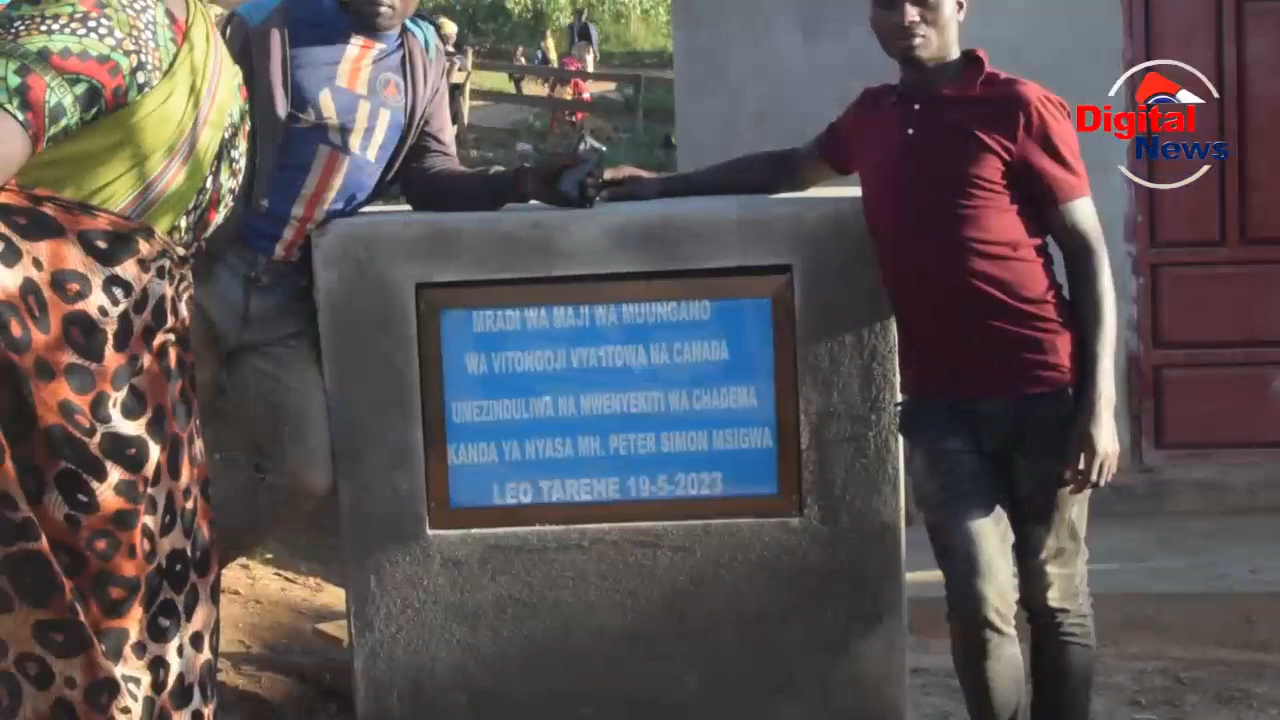 Digital
News
MRADI WA MAJI WA MUUNGANO
WA VITONGOJI VYA ITOWA NA CANADA
UMEZINDULIWA NA MWENYEKITI WA CHADEMA
KANDA YA NYASA MH. PETER SIMON MSIGWA
LEO TAREHE 19-5-2023